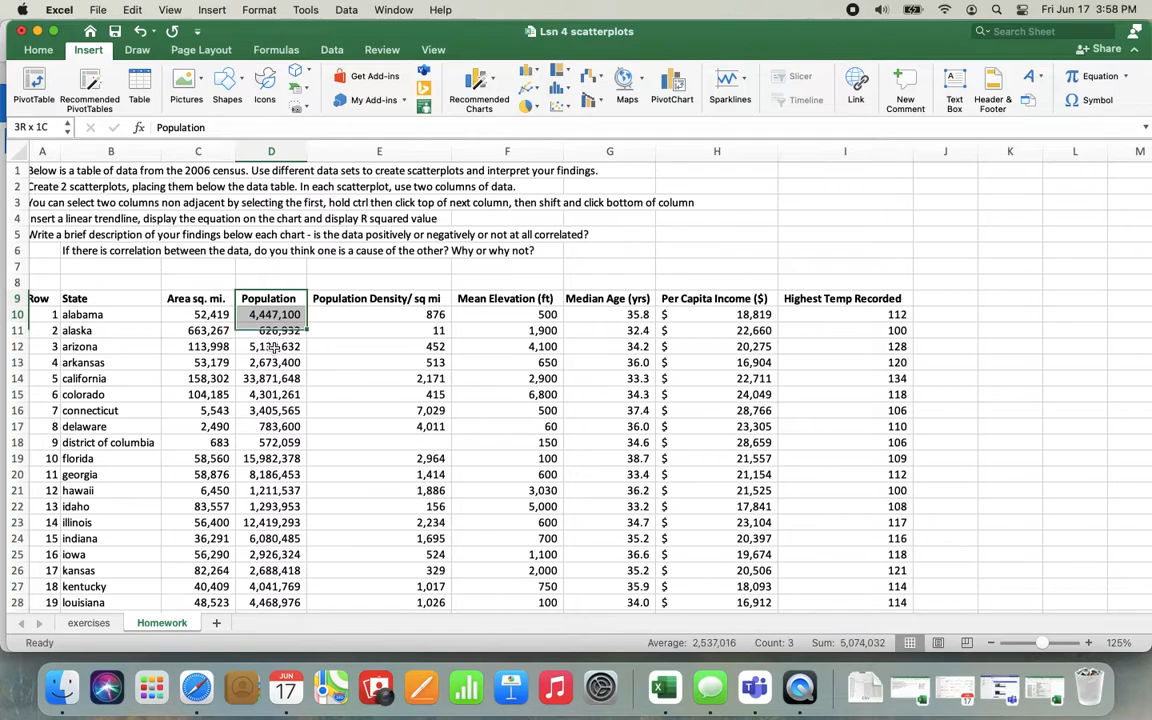 Excel File Edit View Insert Format Tools Data Window Help Fri Jun 17 3:58 PM
Lsn 4 scatterplots Search Sheet
Home Insert Draw Page Layout Formulas Data Review View Share
PivotTable Recommended PivotTables Table Pictures Shapes Icons Get Add-ins My Add-ins Recommended Charts Maps PivotChart Sparklines Slicer Timeline Link New Comment Text Box Header & Footer Equation Symbol
3R x 1C fx Population
A B C D E F G H I J K L M
1 Below is a table of data from the 2006 census. Use different data sets to create scatterplots and interpret your findings.
2 Create 2 scatterplots, placing them below the data table. In each scatterplot, use two columns of data.
3 You can select two columns non adjacent by selecting the first, hold ctrl then click top of next column, then shift and click bottom of column
4 Insert a linear trendline, display the equation on the chart and display R squared value
5 Write a brief description of your findings below each chart - is the data positively or negatively or not at all correlated?
6 If there is correlation between the data, do you think one is a cause of the other? Why or why not?
7
8
9 Row State Area sq. mi. Population Population Density/ sq mi Mean Elevation (ft) Median Age (yrs) Per Capita Income ($) Highest Temp Recorded
10 1 alabama 52,419 4,447,100 876 500 35.8 $ 18,819 112
11 2 alaska 663,267 626,932 11 1,900 32.4 $ 22,660 100
12 3 arizona 113,998 5,130,632 452 4,100 34.2 $ 20,275 128
13 4 arkansas 53,179 2,673,400 513 650 36.0 $ 16,904 120
14 5 california 158,302 33,871,648 2,171 2,900 33.3 $ 22,711 134
15 6 colorado 104,185 4,301,261 415 6,800 34.3 $ 24,049 118
16 7 connecticut 5,543 3,405,565 7,029 500 37.4 $ 28,766 106
17 8 delaware 2,490 783,600 4,011 60 36.0 $ 23,305 110
18 9 district of columbia 683 572,059 150 34.6 $ 28,659 106
19 10 florida 58,560 15,982,378 2,964 100 38.7 $ 21,557 109
20 11 georgia 58,876 8,186,453 1,414 600 33.4 $ 21,154 112
21 12 hawaii 6,450 1,211,537 1,886 3,030 36.2 $ 21,525 100
22 13 idaho 83,557 1,293,953 156 5,000 33.2 $ 17,841 108
23 14 illinois 56,400 12,419,293 2,234 600 34.7 $ 23,104 117
24 15 indiana 36,291 6,080,485 1,695 700 35.2 $ 20,397 116
25 16 iowa 56,290 2,926,324 524 1,100 36.6 $ 19,674 118
26 17 kansas 82,264 2,688,418 329 2,000 35.2 $ 20,506 121
27 18 kentucky 40,409 4,041,769 1,017 750 35.9 $ 18,093 114
28 19 louisiana 48,523 4,468,976 1,026 100 34.0 $ 16,912 114
exercises Homework
Ready Average: 2,537,016 Count: 3 Sum: 5,074,032 125%
JUN 17